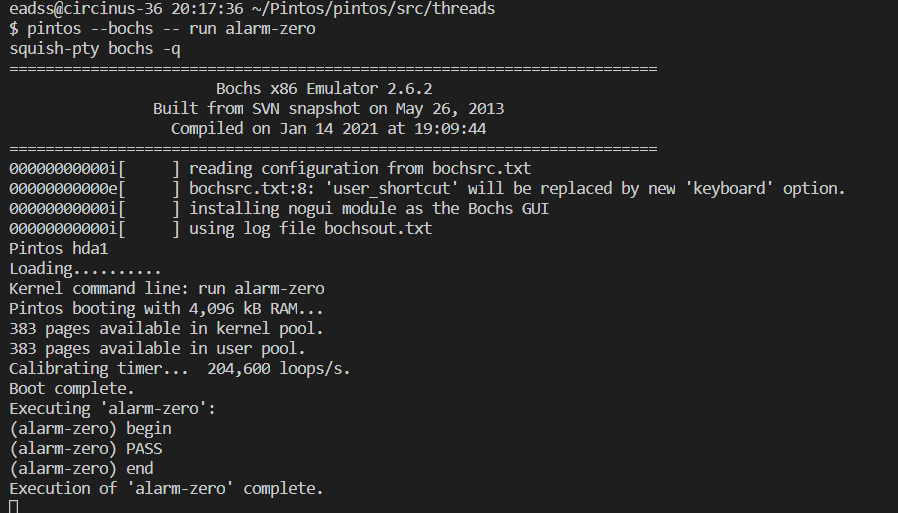 eadss@circinus-36 20:17:36 ~/Pintos/pintos/src/threads
$ pintos --bochs -- run alarm-zero
squish-pty bochs -q
========================================================================
                       Bochs x86 Emulator 2.6.2
                Built from SVN snapshot on May 26, 2013
                  Compiled on Jan 14 2021 at 19:09:44
========================================================================
00000000000i[     ] reading configuration from bochsrc.txt
00000000000e[     ] bochsrc.txt:8: 'user_shortcut' will be replaced by new 'keyboard' option.
00000000000i[     ] installing nogui module as the Bochs GUI
00000000000i[     ] using log file bochsout.txt
Pintos hda1
Loading..........
Kernel command line: run alarm-zero
Pintos booting with 4,096 kB RAM...
383 pages available in kernel pool.
383 pages available in user pool.
Calibrating timer...  204,600 loops/s.
Boot complete.
Executing 'alarm-zero':
(alarm-zero) begin
(alarm-zero) PASS
(alarm-zero) end
Execution of 'alarm-zero' complete.